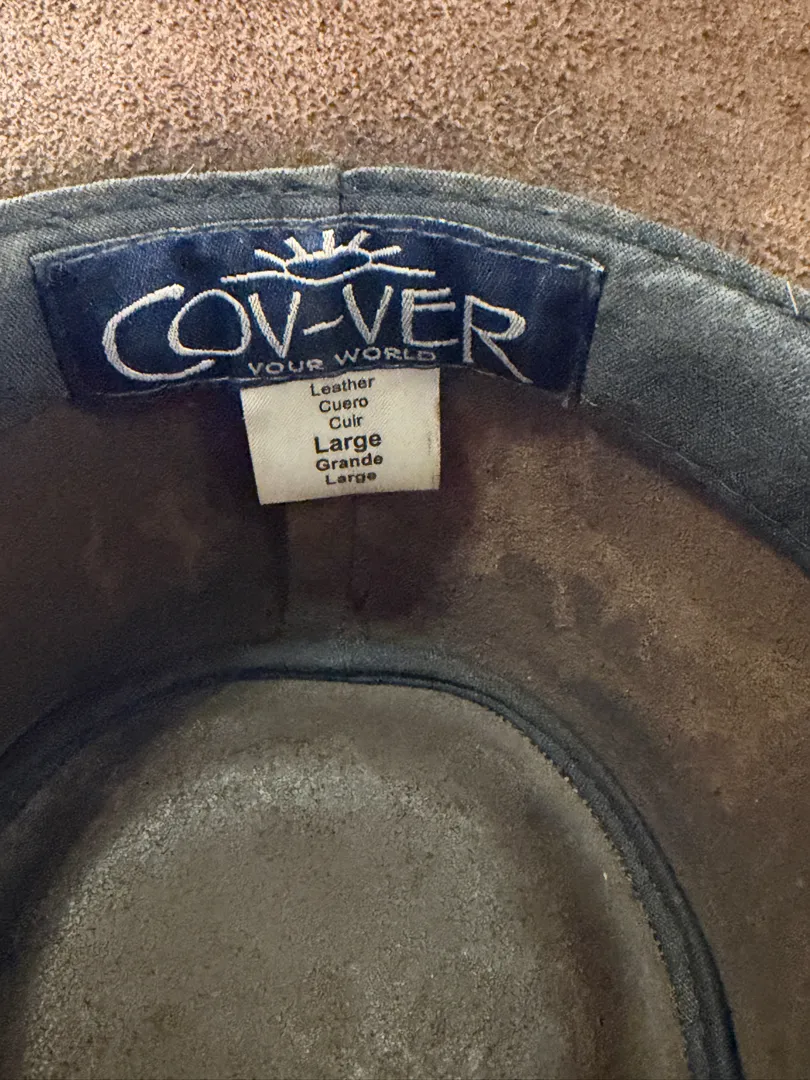 COV-VER
YOUR WORLD
Leather
Cuero
Cuir
Large
Grande
Large